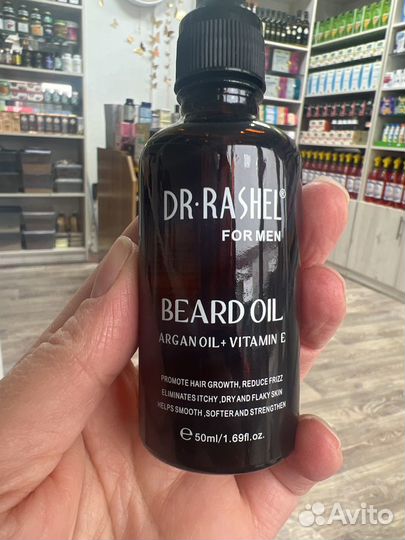 DR·RASHEL®
FOR MEN
BEARD OIL
ARGAN OIL+ VITAMIN E
PROMOTE HAIR GROWTH, REDUCE FRIZZ
ELIMINATES ITCHY ,DRY AND FLAKY SKIN
HELPS SMOOTH ,SOFTER AND STRENGTHEN
℮ 50ml/1.69fl.oz.
Avito